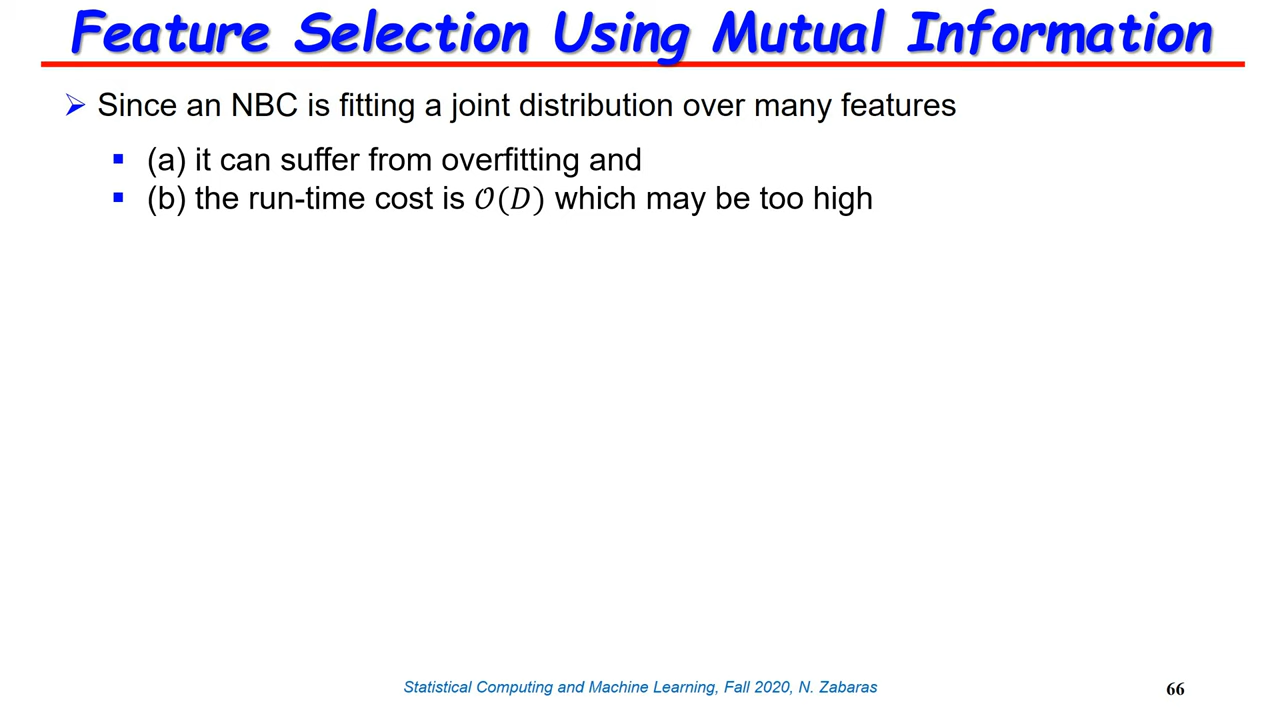 Feature Selection Using Mutual Information
➢ Since an NBC is fitting a joint distribution over many features
▪ (a) it can suffer from overfitting and
▪ (b) the run-time cost is 𝒪(𝐷) which may be too high
Statistical Computing and Machine Learning, Fall 2020, N. Zabaras
66